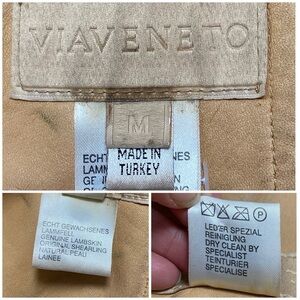 VIAVENETO
M
MADE IN
TURKEY
ECHT GEWACHSENES
LAMMFELL
GENUINE LAMBSKIN
ORIGINAL SHEARLING
NATURAL PEAU
LAINEE
P
LEDER SPEZIAL
REINIGUNG
DRY CLEAN BY
SPECIALIST
TEINTURIER
SPECIALISE